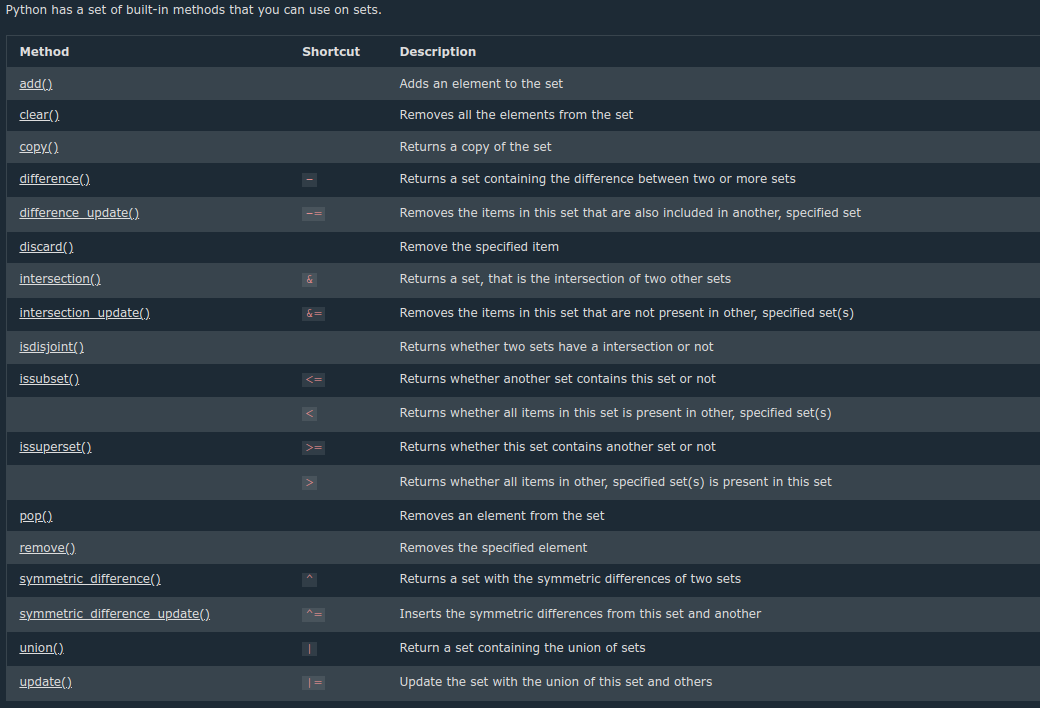 Python has a set of built-in methods that you can use on sets.
Method Shortcut Description
add() Adds an element to the set
clear() Removes all the elements from the set
copy() Returns a copy of the set
difference() - Returns a set containing the difference between two or more sets
difference_update() -= Removes the items in this set that are also included in another, specified set
discard() Remove the specified item
intersection() & Returns a set, that is the intersection of two other sets
intersection_update() &= Removes the items in this set that are not present in other, specified set(s)
isdisjoint() Returns whether two sets have a intersection or not
issubset() <= Returns whether another set contains this set or not
< Returns whether all items in this set is present in other, specified set(s)
issuperset() >= Returns whether this set contains another set or not
> Returns whether all items in other, specified set(s) is present in this set
pop() Removes an element from the set
remove() Removes the specified element
symmetric_difference() ^ Returns a set with the symmetric differences of two sets
symmetric_difference_update() ^= Inserts the symmetric differences from this set and another
union() | Return a set containing the union of sets
update() |= Update the set with the union of this set and others